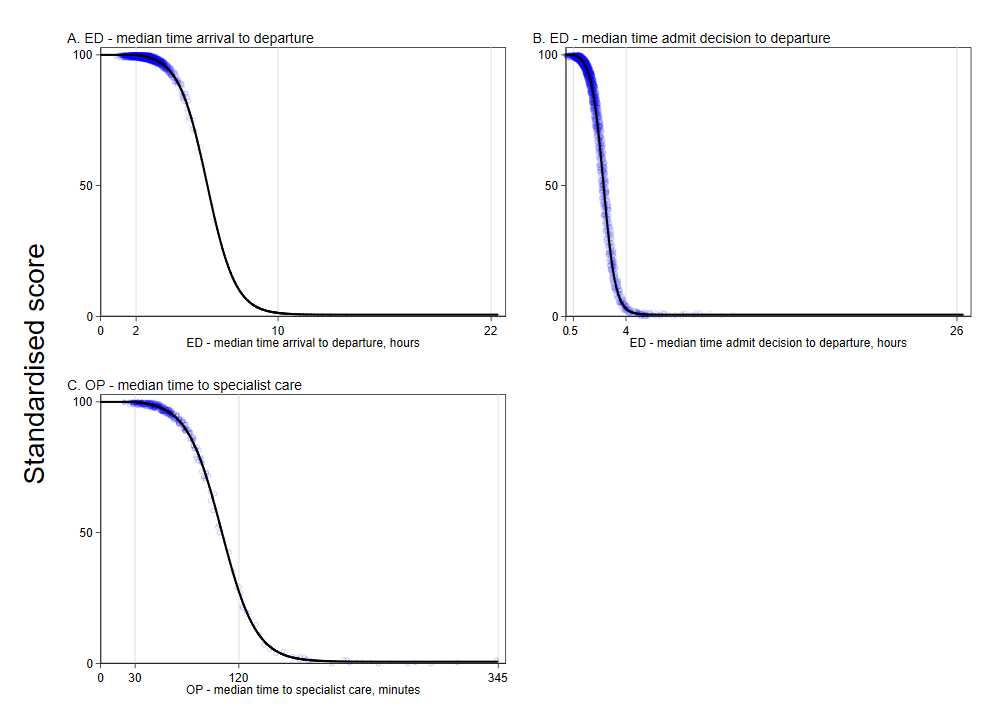 Standardised score
A. ED - median time arrival to departure
100
50
0
0 2 10 22
ED - median time arrival to departure, hours
B. ED - median time admit decision to departure
100
50
0
0.5 4 26
ED - median time admit decision to departure, hours
C. OP - median time to specialist care
100
50
0
0 30 120 345
OP - median time to specialist care, minutes